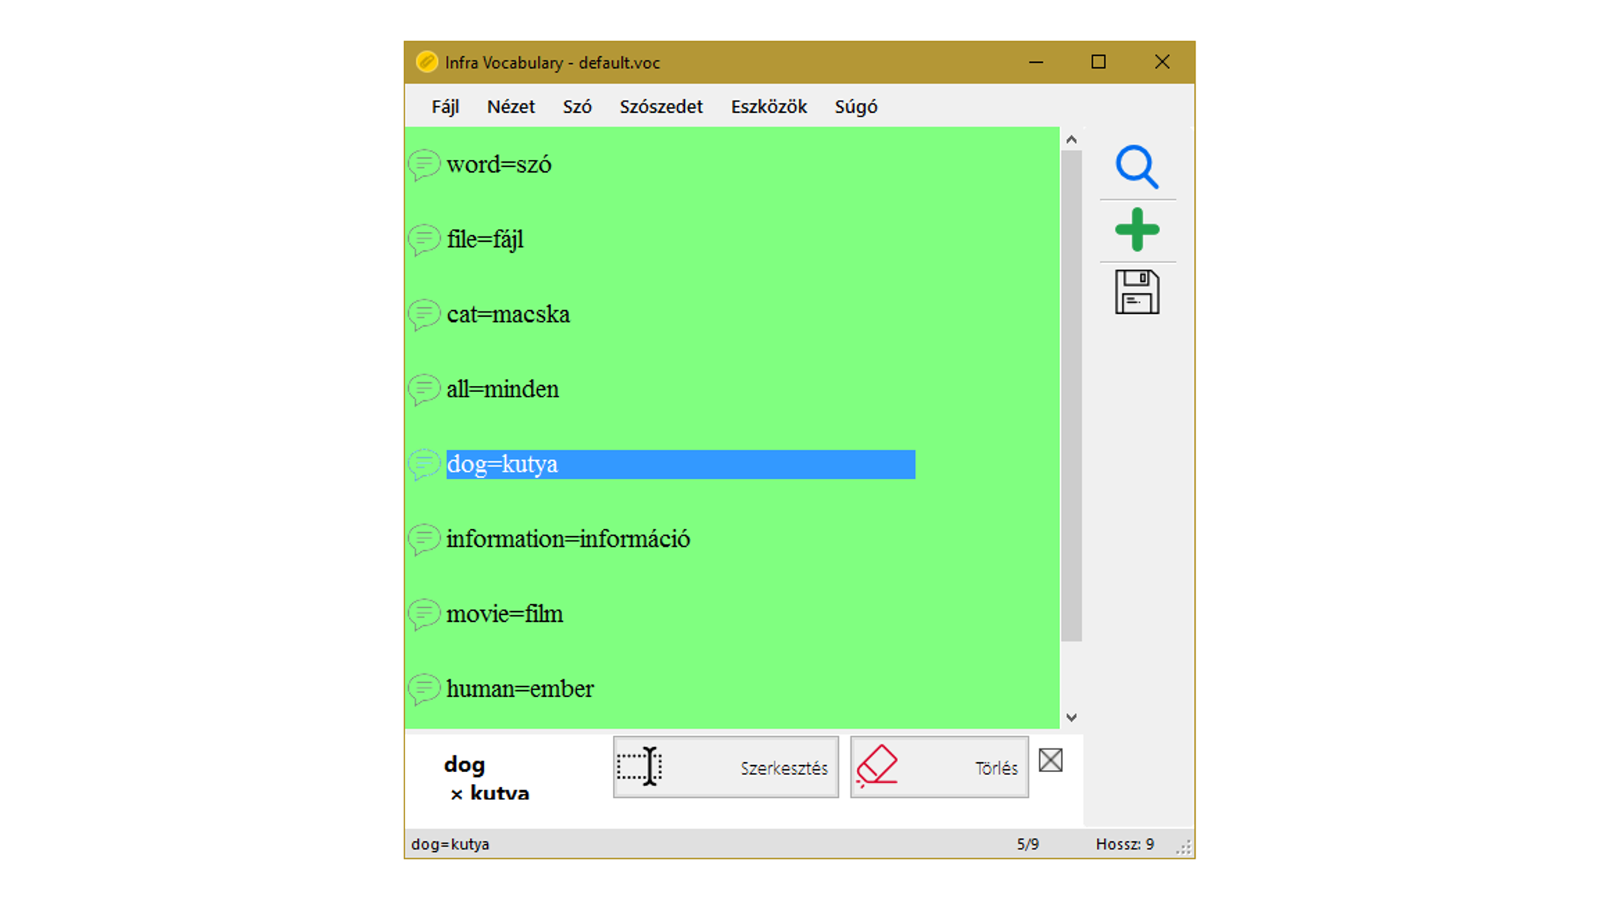 Infra Vocabulary - default.voc
Fájl Nézet Szó Szószedet Eszközök Súgó
word=szó
file=fájl
cat=macska
all=minden
dog=kutya
information=információ
movie=film
human=ember
dog
× kutya
Szerkesztés
Törlés
dog=kutya 5/9 Hossz: 9